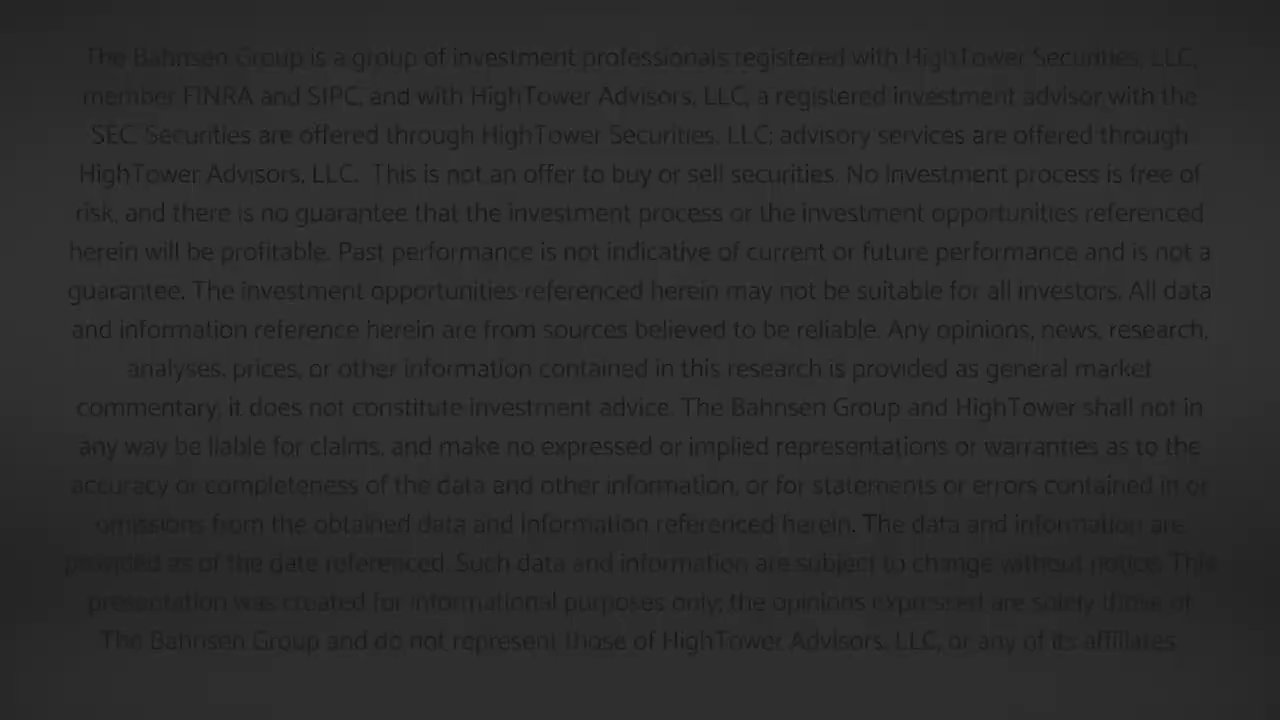 The Bahnsen Group is a group of investment professionals registered with HighTower Securities, LLC,
member FINRA and SIPC, and with HighTower Advisors, LLC, a registered investment advisor with the
SEC. Securities are offered through HighTower Securities, LLC; advisory services are offered through
HighTower Advisors, LLC. This is not an offer to buy or sell securities. No investment process is free of
risk, and there is no guarantee that the investment process or the investment opportunities referenced
herein will be profitable. Past performance is not indicative of current or future performance and is not a
guarantee. The investment opportunities referenced herein may not be suitable for all investors. All data
and information reference herein are from sources believed to be reliable. Any opinions, news, research,
analyses, prices, or other information contained in this research is provided as general market
commentary, it does not constitute investment advice. The Bahnsen Group and HighTower shall not in
any way be liable for claims, and make no expressed or implied representations or warranties as to the
accuracy or completeness of the data and other information, or for statements or errors contained in or
omissions from the obtained data and information referenced herein. The data and information are
provided as of the date referenced. Such data and information are subject to change without notice. This
presentation was created for informational purposes only; the opinions expressed are solely those of
The Bahnsen Group and do not represent those of HighTower Advisors, LLC, or any of its affiliates.